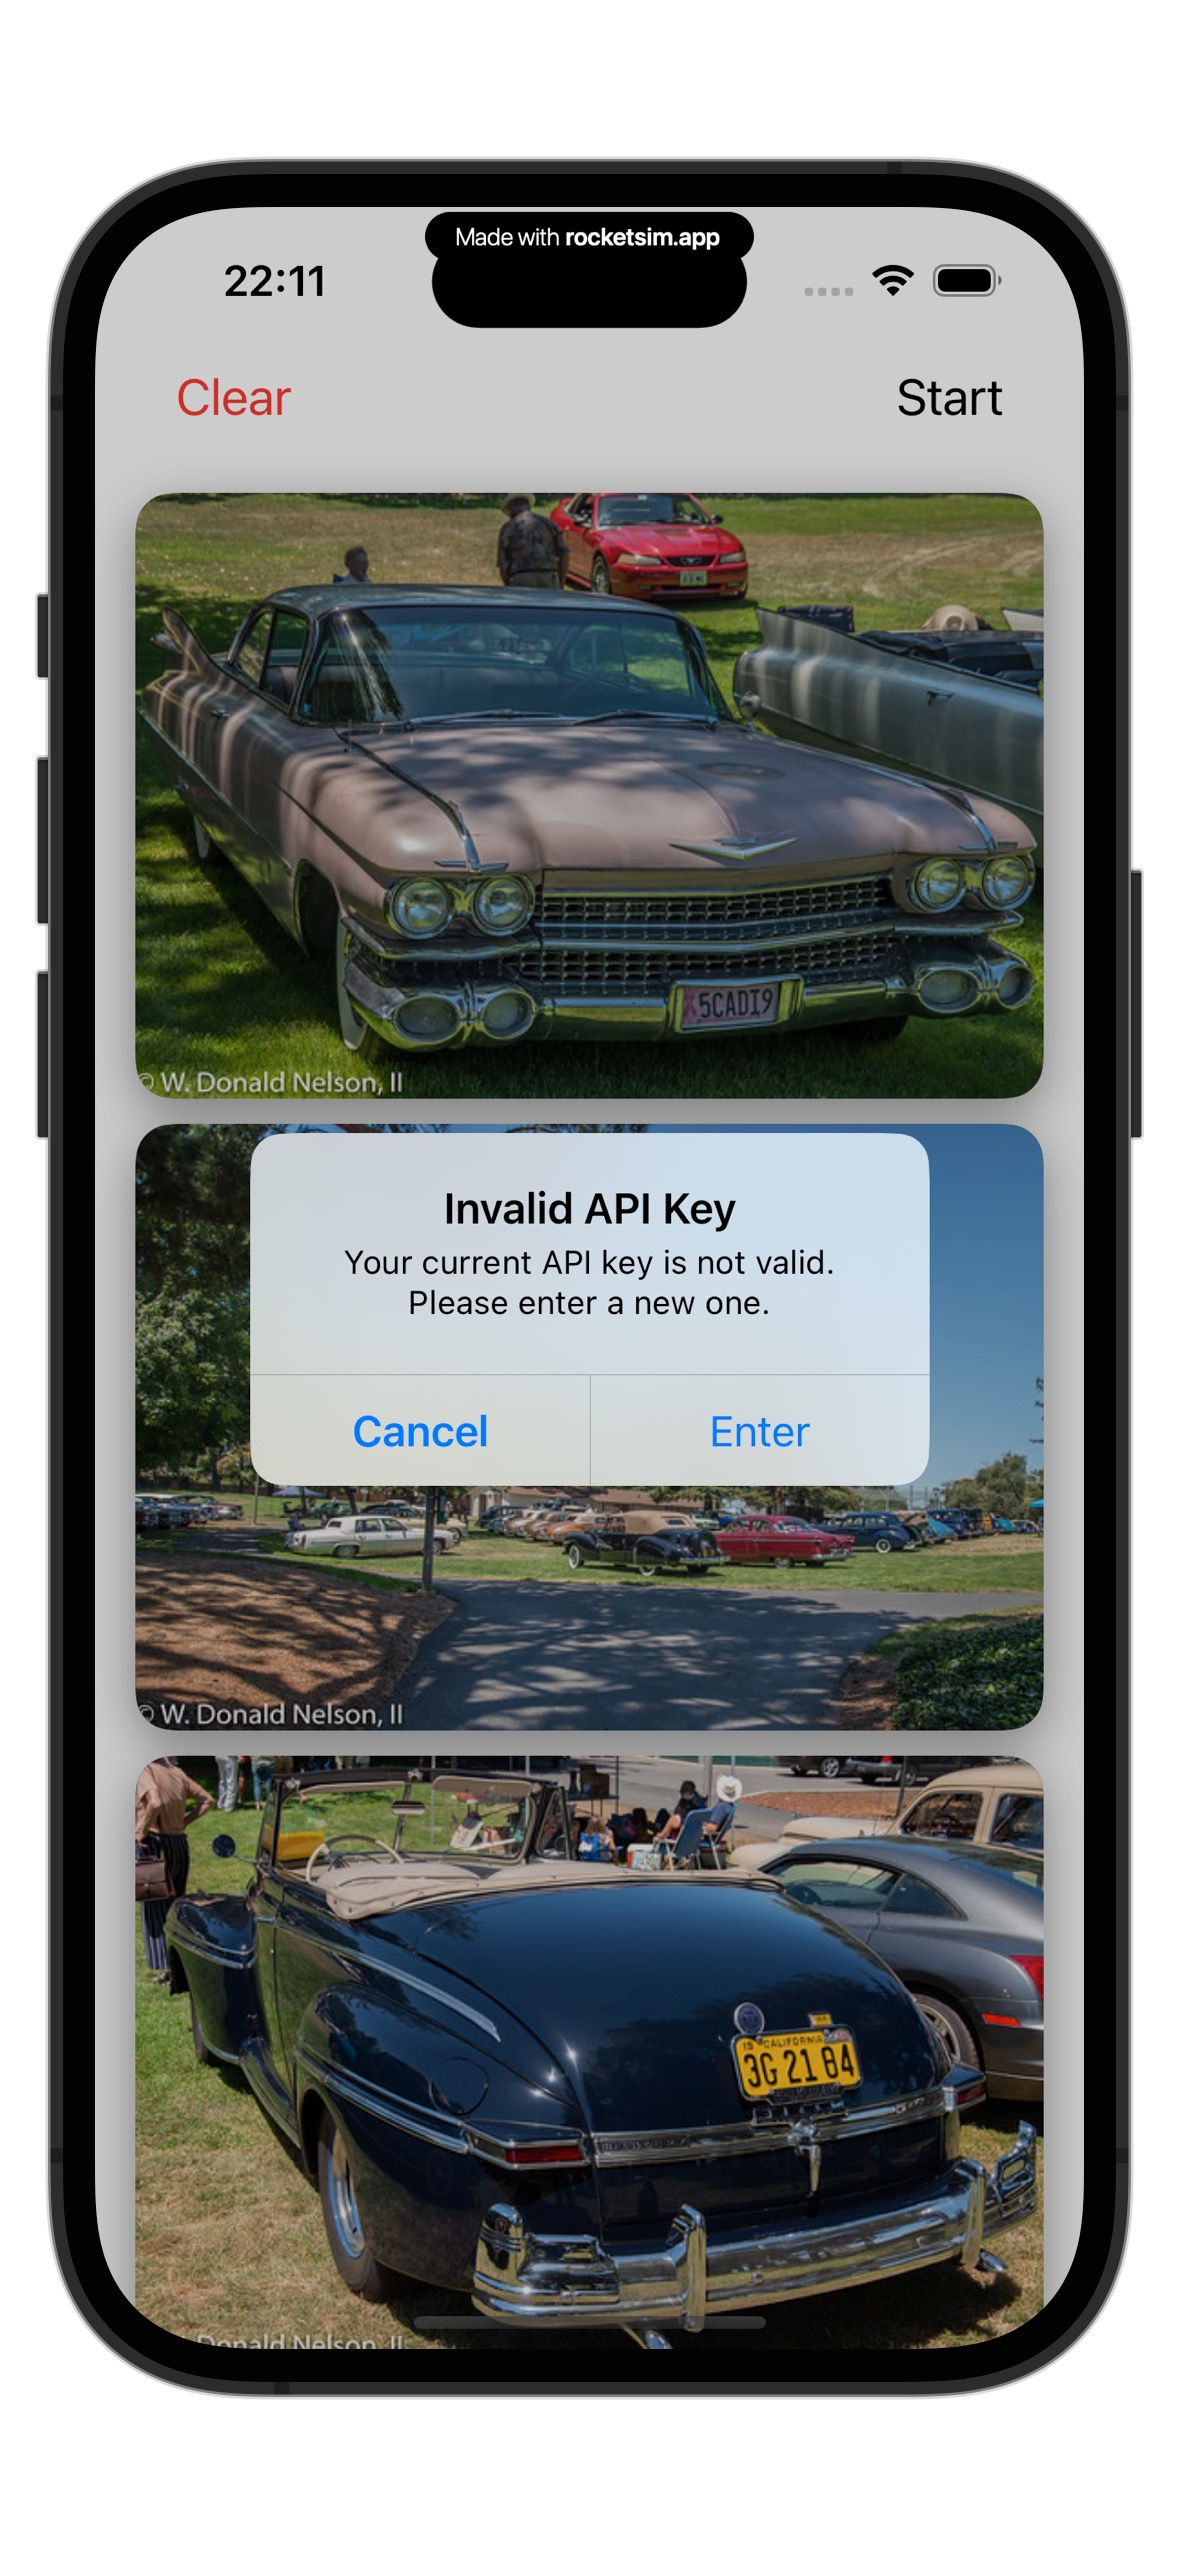 Made with rocketsim.app
22:11
Clear
Start
5CADI9
© W. Donald Nelson, II
Invalid API Key
Your current API key is not valid.
Please enter a new one.
Cancel
Enter
© W. Donald Nelson, II
CALIFORNIA
3G 21 84
Donald Nelson, II